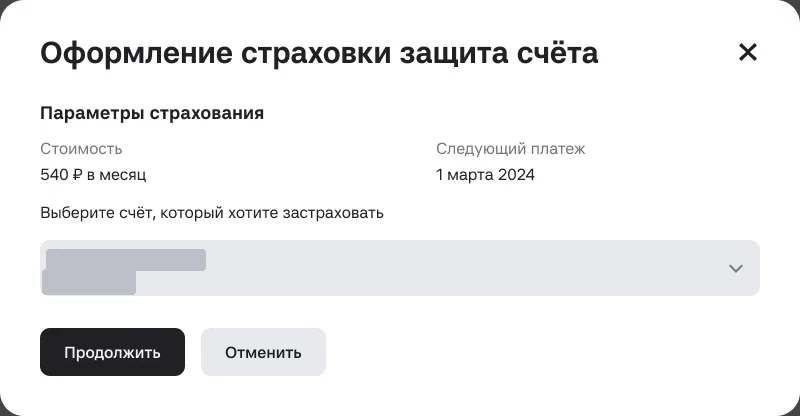 Оформление страховки защита счёта
Параметры страхования
Стоимость
540 ₽ в месяц
Следующий платеж
1 марта 2024
Выберите счёт, который хотите застраховать
Продолжить
Отменить